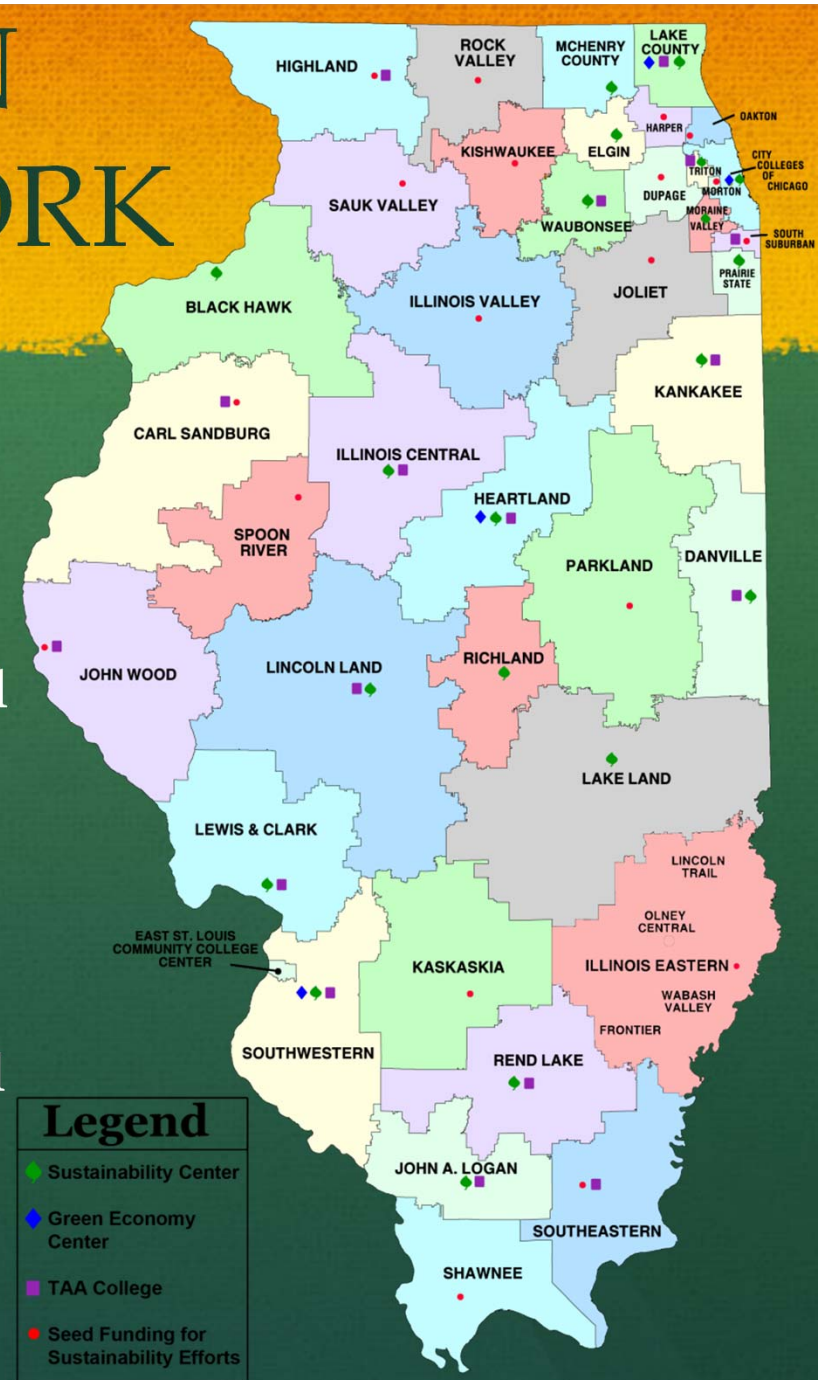 N
ORK
HIGHLAND
ROCK
VALLEY
MCHENRY
COUNTY
LAKE
COUNTY
OAKTON
HARPER
KISHWAUKEE
ELGIN
CITY
COLLEGES
OF
CHICAGO
TRITON
MORTON
DUPAGE
SAUK VALLEY
WAUBONSEE
MORAINE
VALLEY
SOUTH
SUBURBAN
PRAIRIE
STATE
JOLIET
ILLINOIS VALLEY
BLACK HAWK
KANKAKEE
CARL SANDBURG
ILLINOIS CENTRAL
HEARTLAND
SPOON
RIVER
PARKLAND
DANVILLE
JOHN WOOD
LINCOLN LAND
RICHLAND
LAKE LAND
LEWIS & CLARK
LINCOLN
TRAIL
OLNEY
CENTRAL
EAST ST. LOUIS
COMMUNITY COLLEGE
CENTER
KASKASKIA
ILLINOIS EASTERN
WABASH
VALLEY
FRONTIER
SOUTHWESTERN
REND LAKE
JOHN A. LOGAN
SOUTHEASTERN
SHAWNEE
Legend
Sustainability Center
Green Economy
Center
TAA College
Seed Funding for
Sustainability Efforts